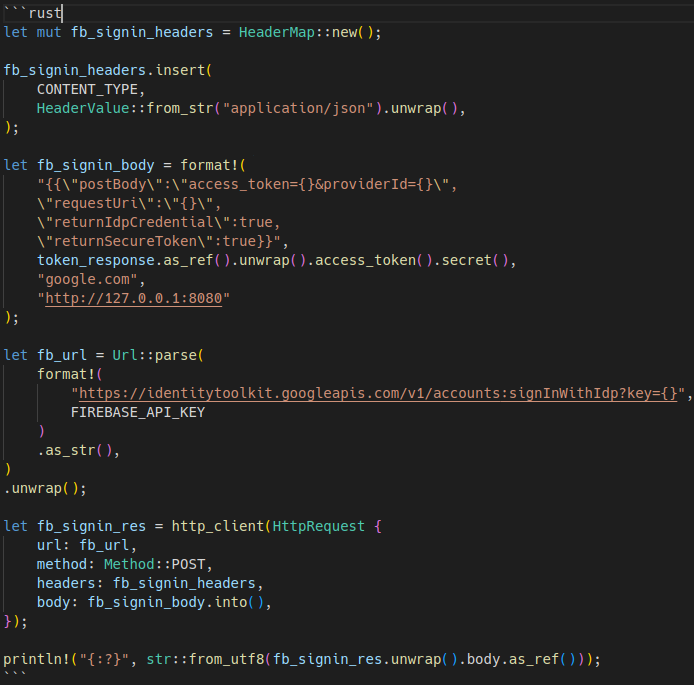 ```rust
let mut fb_signin_headers = HeaderMap::new();

fb_signin_headers.insert(
    CONTENT_TYPE,
    HeaderValue::from_str("application/json").unwrap(),
);

let fb_signin_body = format!(
    "{{\"postBody\":\"access_token={}&providerId={}\",
    \"requestUri\":\"{}\",
    \"returnIdpCredential\":true,
    \"returnSecureToken\":true}}",
    token_response.as_ref().unwrap().access_token().secret(),
    "google.com",
    "http://127.0.0.1:8080"
);

let fb_url = Url::parse(
    format!(
        "https://identitytoolkit.googleapis.com/v1/accounts:signInWithIdp?key={}",
        FIREBASE_API_KEY
    )
    .as_str(),
)
.unwrap();

let fb_signin_res = http_client(HttpRequest {
    url: fb_url,
    method: Method::POST,
    headers: fb_signin_headers,
    body: fb_signin_body.into(),
});

println!("{:?}", str::from_utf8(fb_signin_res.unwrap().body.as_ref()));
```